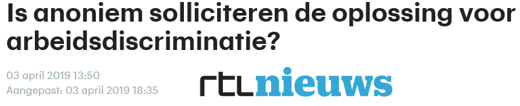 Is anoniem solliciteren de oplossing voor
arbeidsdiscriminatie?
03 april 2019 13:50
Aangepast: 03 april 2019 18:35
rtlnieuws